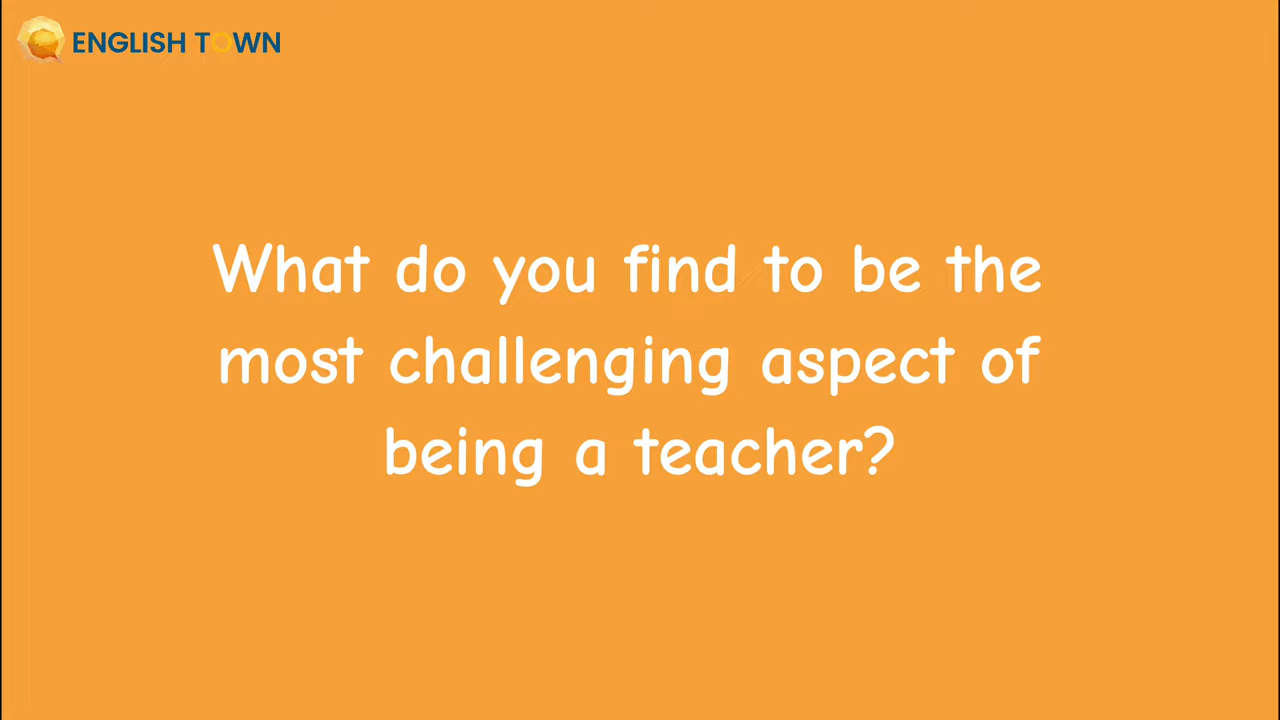 ENGLISH TOWN
What do you find to be the
most challenging aspect of
being a teacher?